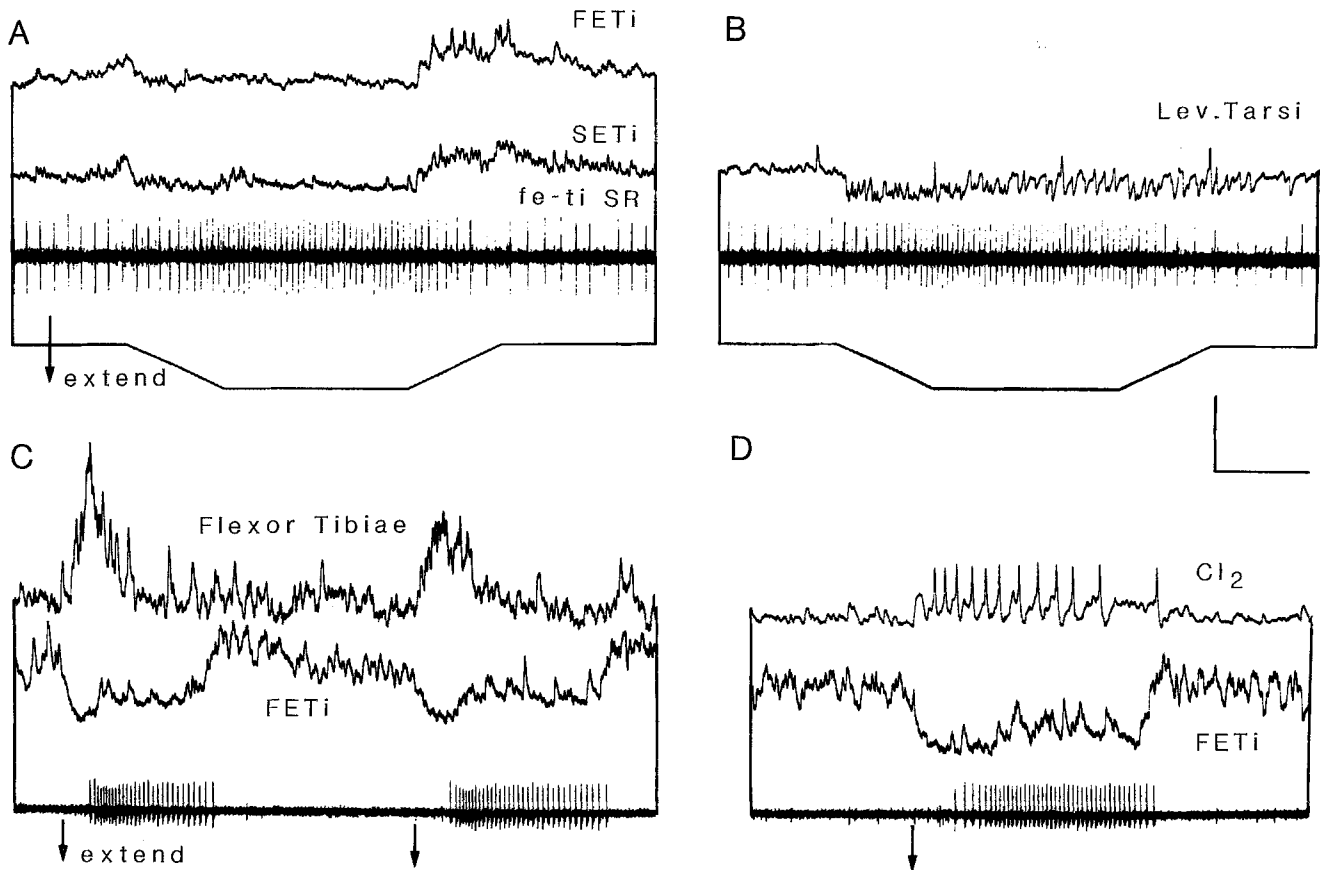 A
FETi
SETi
fe-ti SR
extend
B
Lev.Tarsi
C
Flexor Tibiae
FETi
extend
D
CI₂
FETi